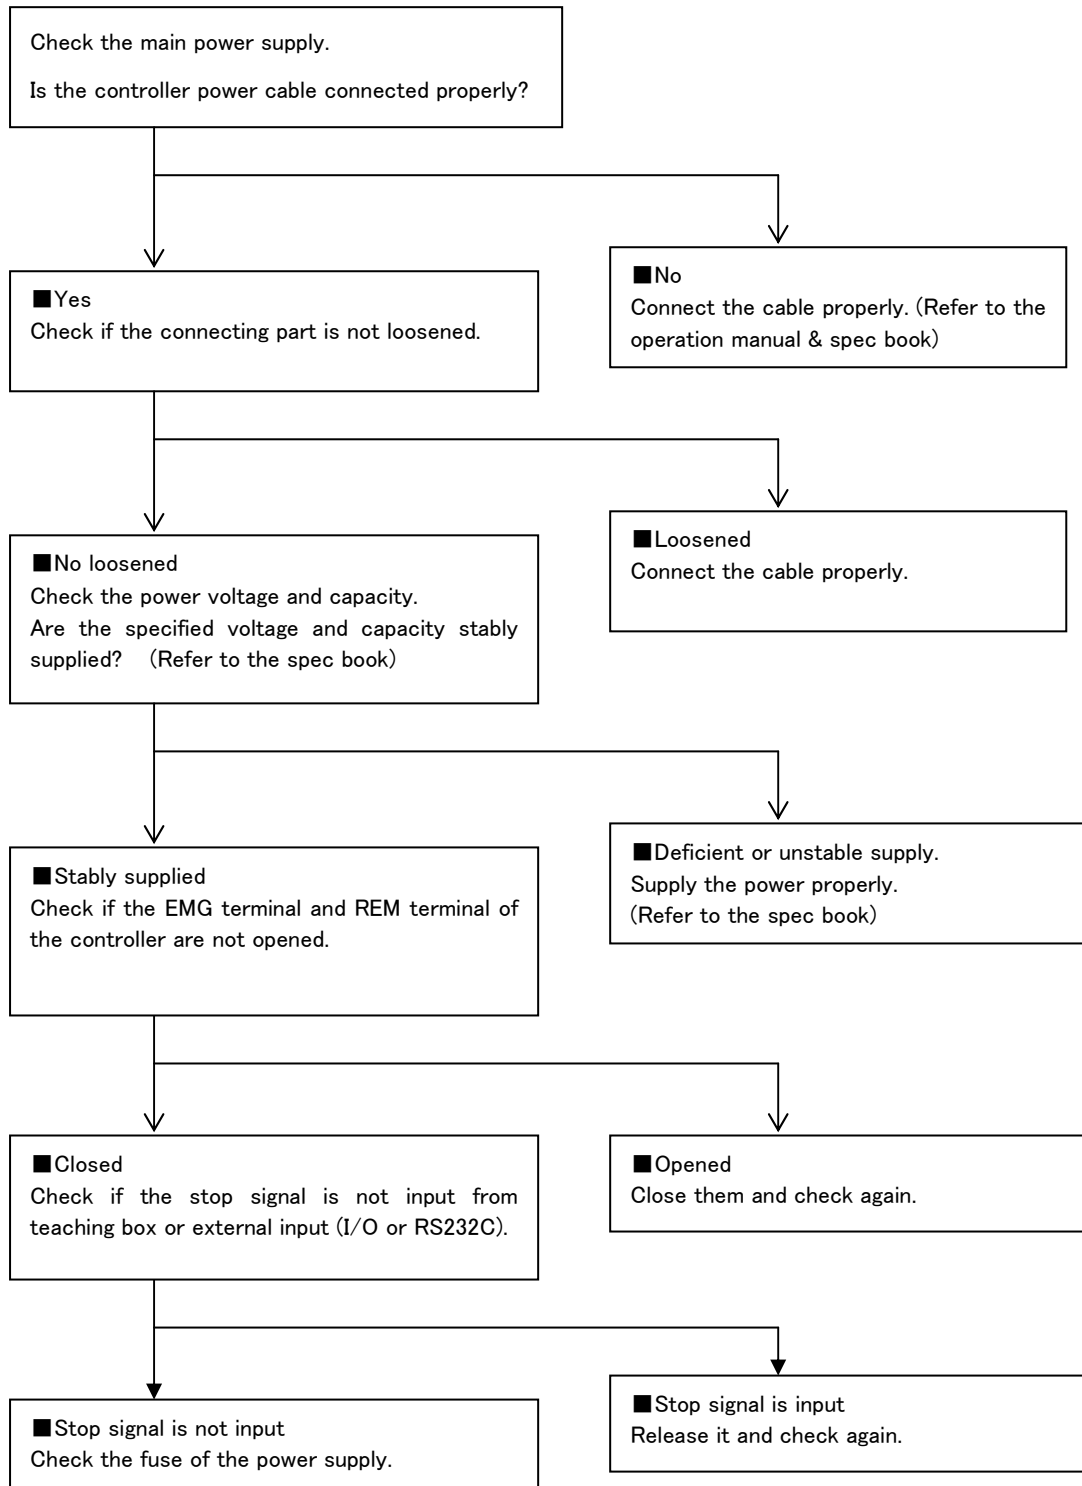 Check the main power supply.
Is the controller power cable connected properly?
■Yes
Check if the connecting part is not loosened.
■No
Connect the cable properly. (Refer to the
operation manual & spec book)
■No loosened
Check the power voltage and capacity.
Are the specified voltage and capacity stably
supplied? (Refer to the spec book)
■Loosened
Connect the cable properly.
■Stably supplied
Check if the EMG terminal and REM terminal of
the controller are not opened.
■Deficient or unstable supply.
Supply the power properly.
(Refer to the spec book)
■Closed
Check if the stop signal is not input from
teaching box or external input (I/O or RS232C).
■Opened
Close them and check again.
■Stop signal is not input
Check the fuse of the power supply.
■Stop signal is input
Release it and check again.